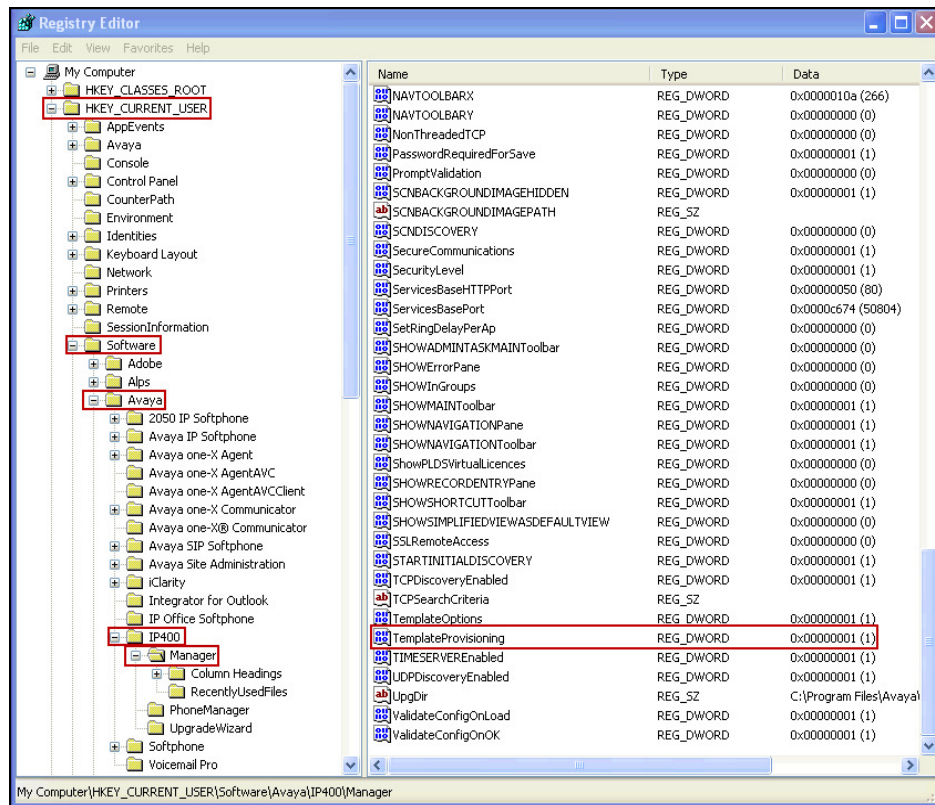 Registry Editor
File Edit View Favorites Help
My Computer
HKEY_CLASSES_ROOT
HKEY_CURRENT_USER
AppEvents
Avaya
Console
Control Panel
CounterPath
Environment
Identities
Keyboard Layout
Network
Printers
Remote
SessionInformation
Software
Adobe
Alps
Avaya
2050 IP Softphone
Avaya IP Softphone
Avaya one-X Agent
Avaya one-X AgentAVC
Avaya one-X AgentAVCClient
Avaya one-X Communicator
Avaya one-X® Communicator
Avaya SIP Softphone
Avaya Site Administration
iClarity
Integrator for Outlook
IP Office Softphone
IP400
Manager
Column Headings
RecentlyUsedFiles
PhoneManager
UpgradeWizard
Softphone
Voicemail Pro
Name Type Data
NAVTOOLBARX REG_DWORD 0x0000010a (266)
NAVTOOLBARY REG_DWORD 0x00000000 (0)
NonThreadedTCP REG_DWORD 0x00000000 (0)
PasswordRequiredForSave REG_DWORD 0x00000001 (1)
PromptValidation REG_DWORD 0x00000000 (0)
SCNBACKGROUNDIMAGEHIDDEN REG_DWORD 0x00000001 (1)
SCNBACKGROUNDIMAGEPATH REG_SZ
SCNDISCOVERY REG_DWORD 0x00000000 (0)
SecureCommunications REG_DWORD 0x00000001 (1)
SecurityLevel REG_DWORD 0x00000001 (1)
ServicesBaseHTTPPort REG_DWORD 0x00000050 (80)
ServicesBasePort REG_DWORD 0x0000c674 (50804)
SetRingDelayPerAp REG_DWORD 0x00000000 (0)
SHOWADMINTASKMAINToolbar REG_DWORD 0x00000000 (0)
SHOWErrorPane REG_DWORD 0x00000000 (0)
SHOWInGroups REG_DWORD 0x00000000 (0)
SHOWMAINToolbar REG_DWORD 0x00000001 (1)
SHOWNAVIGATIONPane REG_DWORD 0x00000001 (1)
SHOWNAVIGATIONToolbar REG_DWORD 0x00000001 (1)
ShowPLDSVirtualLicences REG_DWORD 0x00000000 (0)
SHOWRECORDENTRYPane REG_DWORD 0x00000000 (0)
SHOWSHORTCUTToolbar REG_DWORD 0x00000001 (1)
SHOWSIMPLIFIEDVIEWASDEFAULTVIEW REG_DWORD 0x00000000 (0)
SSLRemoteAccess REG_DWORD 0x00000000 (0)
STARTINITIALDISCOVERY REG_DWORD 0x00000001 (1)
TCPDiscoveryEnabled REG_DWORD 0x00000001 (1)
TCPSearchCriteria REG_SZ
TemplateOptions REG_DWORD 0x00000001 (1)
TemplateProvisioning REG_DWORD 0x00000001 (1)
TIMESERVEREnabled REG_DWORD 0x00000001 (1)
UDPDiscoveryEnabled REG_DWORD 0x00000001 (1)
UpgDir REG_SZ C:\Program Files\Avaya\
ValidateConfigOnLoad REG_DWORD 0x00000001 (1)
ValidateConfigOnOK REG_DWORD 0x00000001 (1)
My Computer\HKEY_CURRENT_USER\Software\Avaya\IP400\Manager